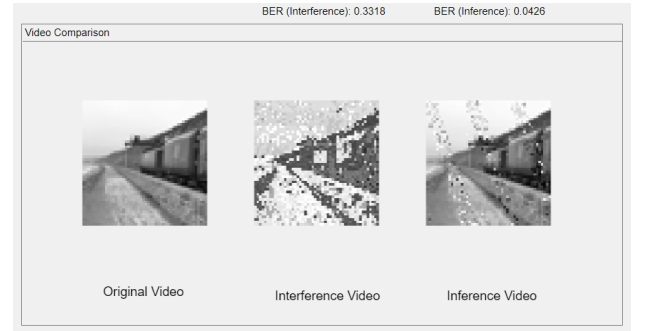 BER (Interference): 0.3318 BER (Inference): 0.0426
Video Comparison
Original Video
Interference Video
Inference Video